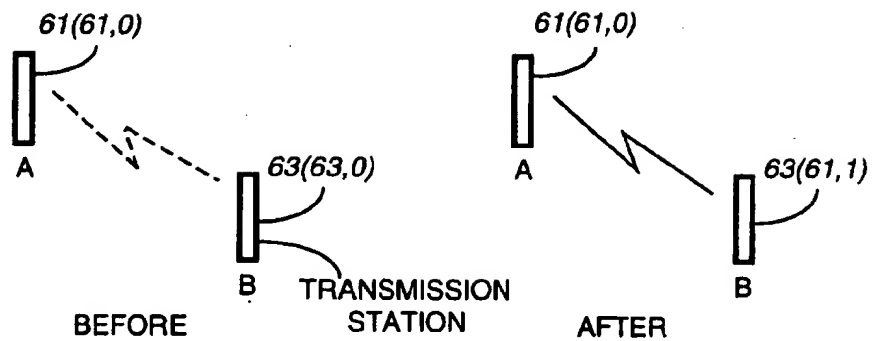 61(61,0)
A
63(63,0)
B
TRANSMISSION
STATION
BEFORE
61(61,0)
A
63(61,1)
B
AFTER